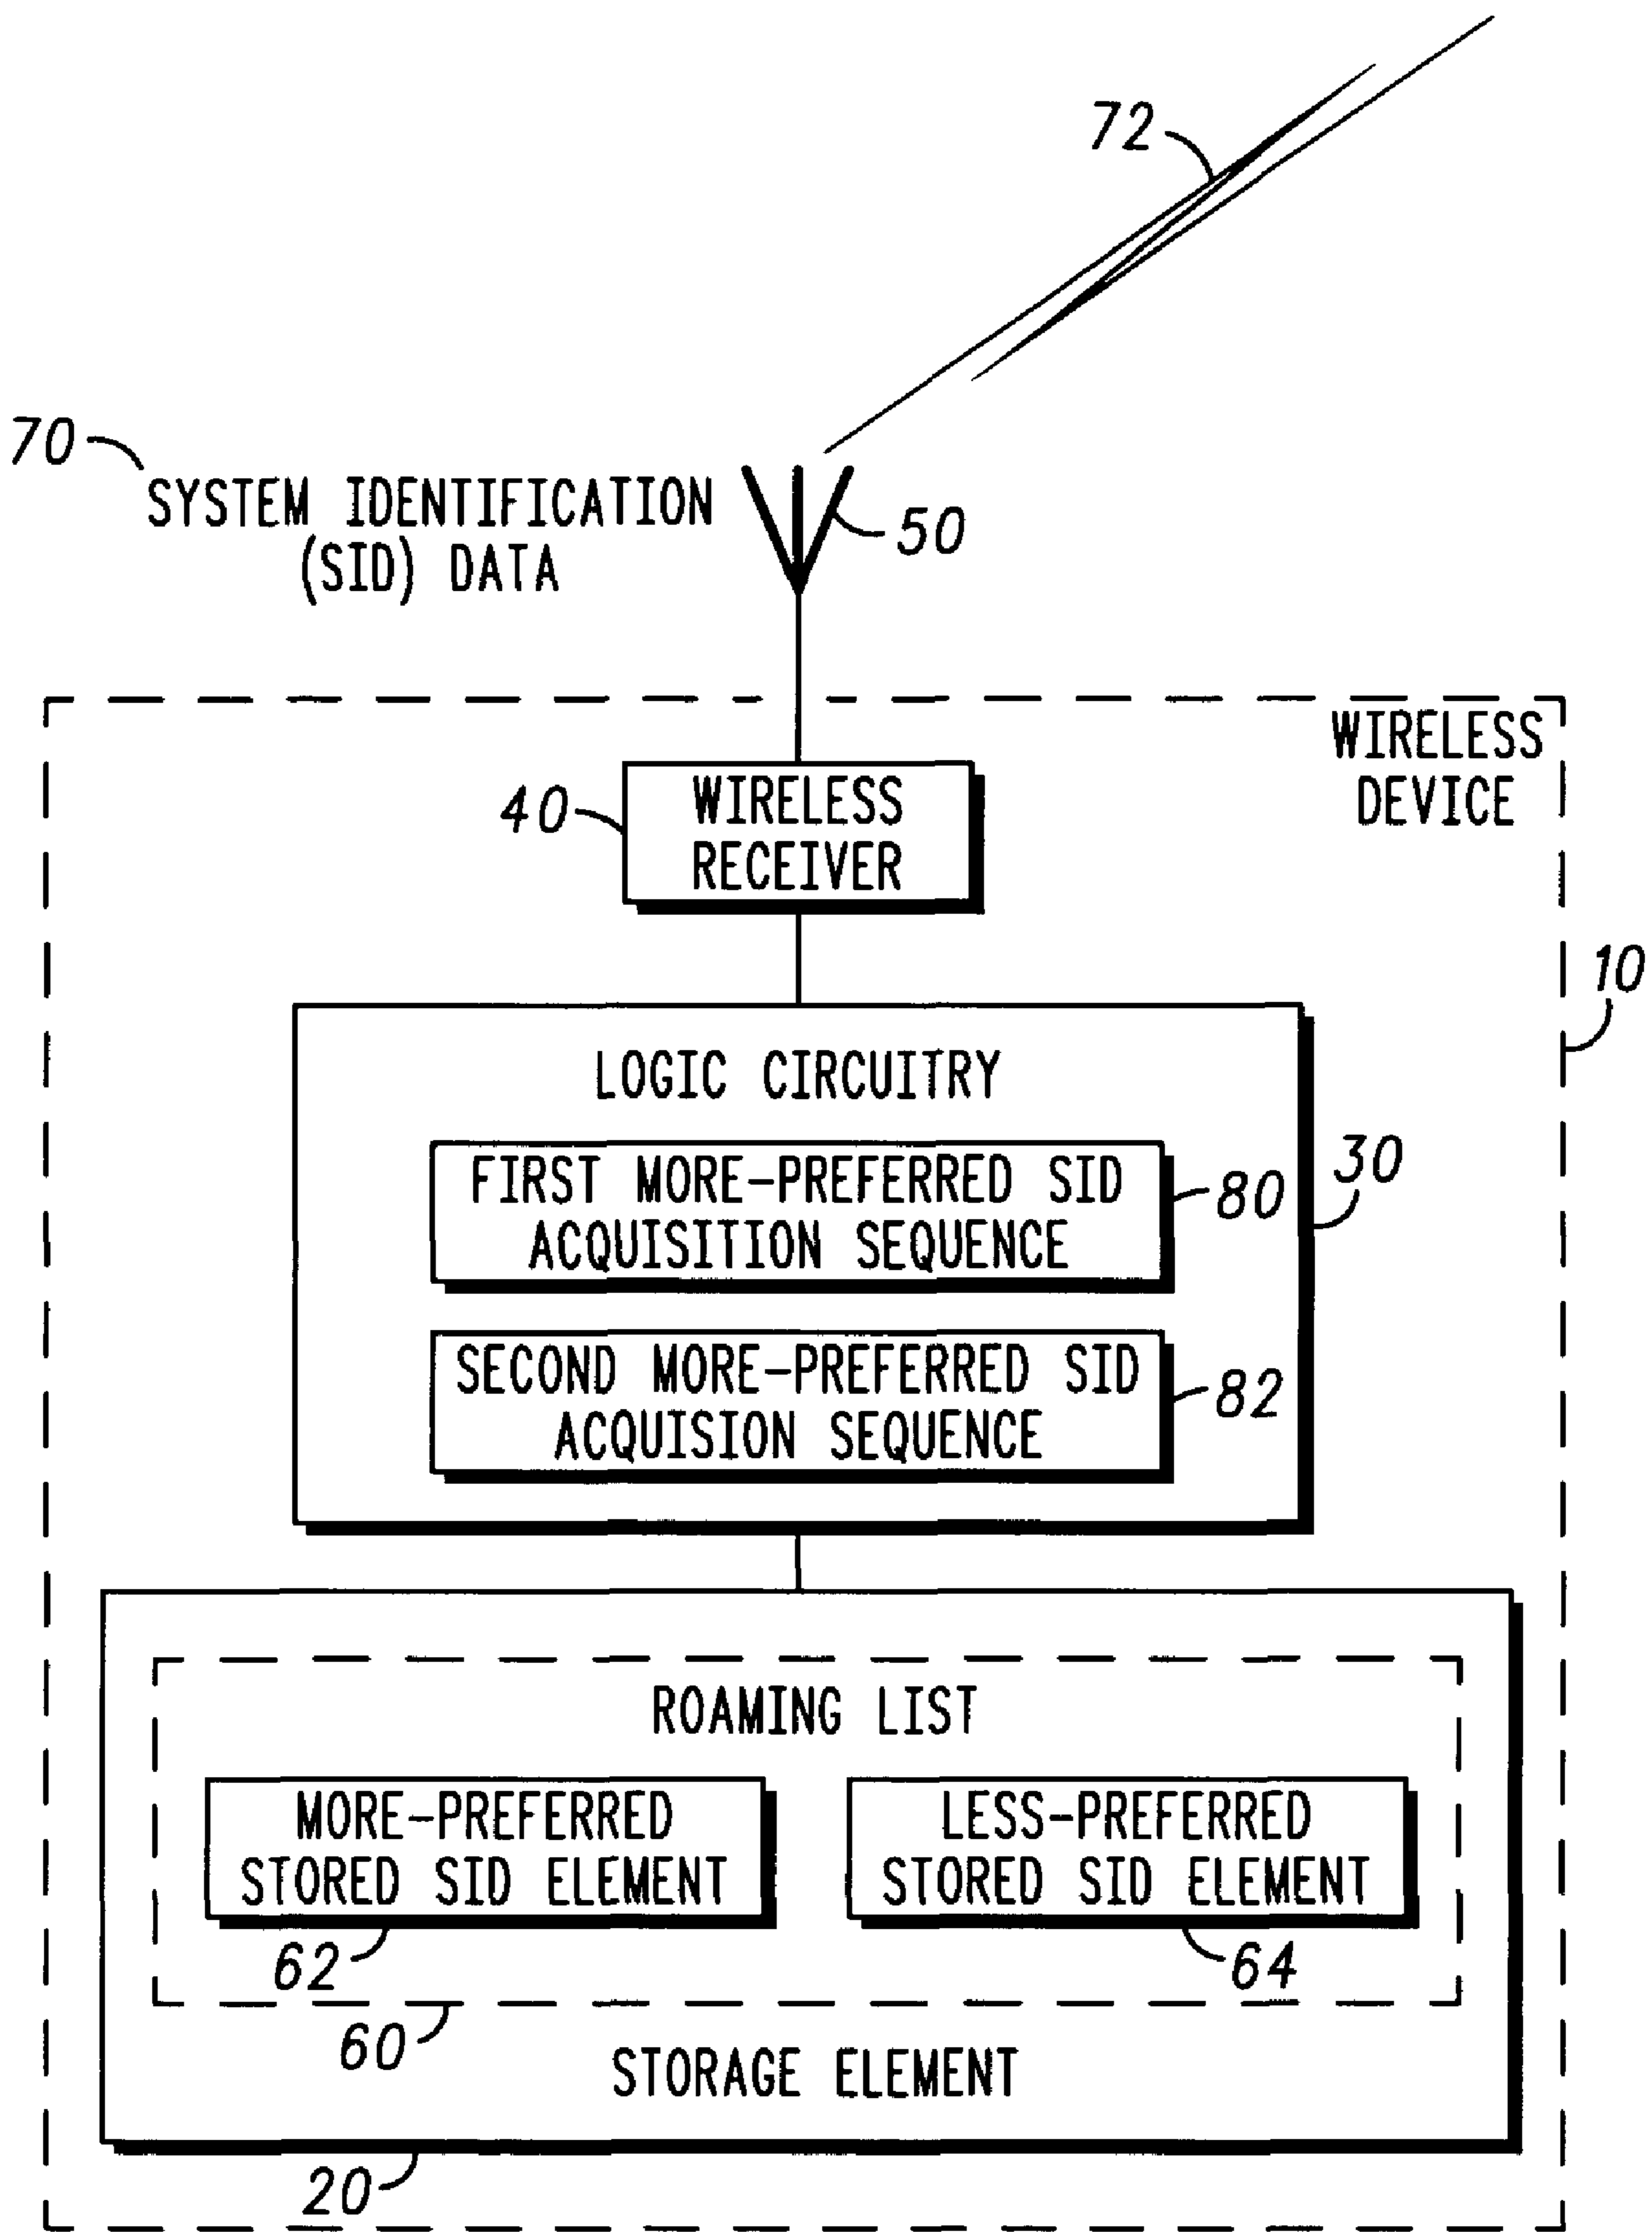 72
70
SYSTEM IDENTIFICATION
(SID) DATA
50
WIRELESS
DEVICE
40
WIRELESS
RECEIVER
10
LOGIC CIRCUITRY
30
FIRST MORE-PREFERRED SID
ACQUISITION SEQUENCE
80
SECOND MORE-PREFERRED SID
ACQUISION SEQUENCE
82
ROAMING LIST
MORE-PREFERRED
STORED SID ELEMENT
LESS-PREFERRED
STORED SID ELEMENT
62
64
60
STORAGE ELEMENT
20